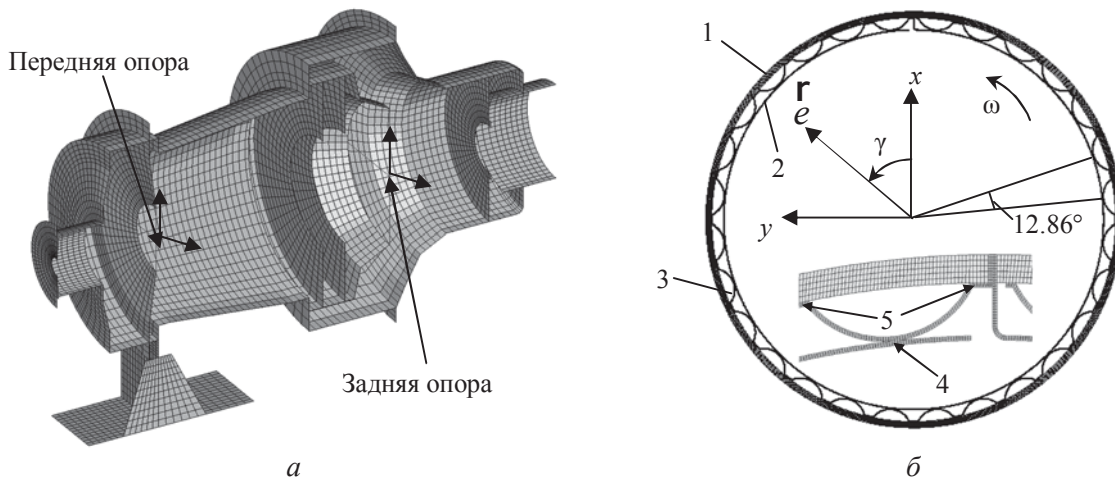 Передняя опора
Задняя опора
а
1
2
3
r
e
γ
x
ω
y
12.86°
5
4
б